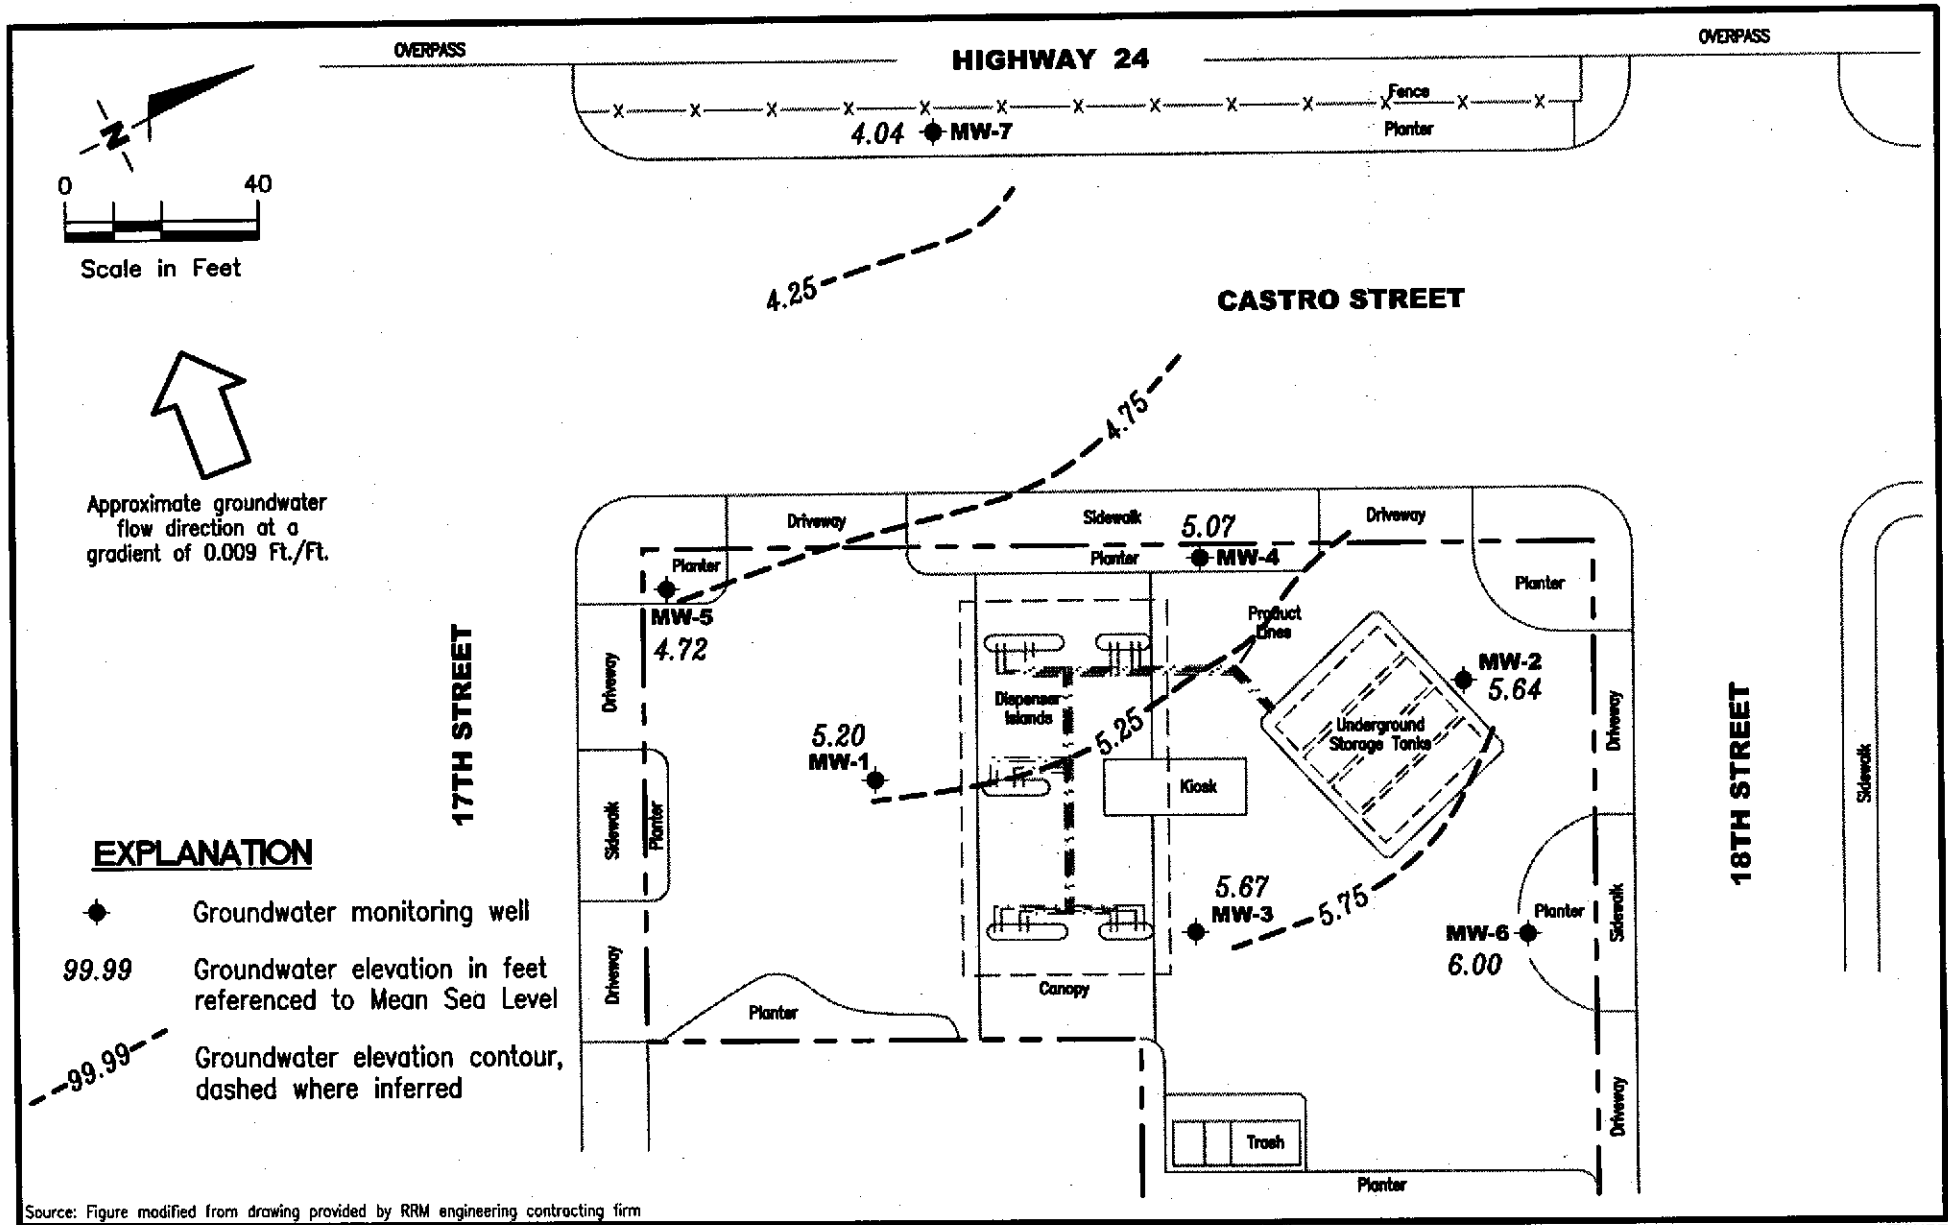 OVERPASS
HIGHWAY 24
OVERPASS
Fence
X X X X X X X X X X X X X
4.04 MW-7
Planter
N
0 40
Scale in Feet
4.25
CASTRO STREET
Approximate groundwater
flow direction at a
gradient of 0.009 Ft./Ft.
4.75
Driveway
Sidewalk
Driveway
5.07
MW-4
Planter
Planter
Planter
MW-5
4.72
Product
Lines
17TH STREET
Driveway
MW-2
5.64
Dispenser
Islands
5.25
Underground
Storage Tanks
Driveway
18TH STREET
Sidewalk
5.20
MW-1
Kiosk
Sidewalk
Planter
EXPLANATION
Groundwater monitoring well
99.99 Groundwater elevation in feet
referenced to Mean Sea Level
99.99 Groundwater elevation contour,
dashed where inferred
5.67
MW-3
5.75
Planter
Sidewalk
MW-6
6.00
Driveway
Canopy
Planter
Driveway
Trash
Planter
Source: Figure modified from drawing provided by RRM engineering contracting firm